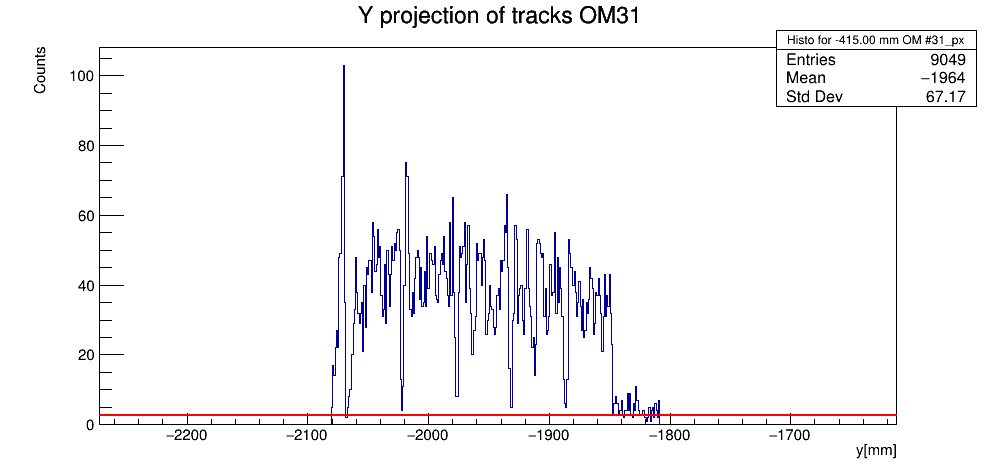 Y projection of tracks OM31
Histo for -415.00 mm OM #31_px
Entries 9049
Mean −1964
Std Dev 67.17
Counts
100
80
60
40
20
0
−2200 −2100 −2000 −1900 −1800 −1700
y[mm]